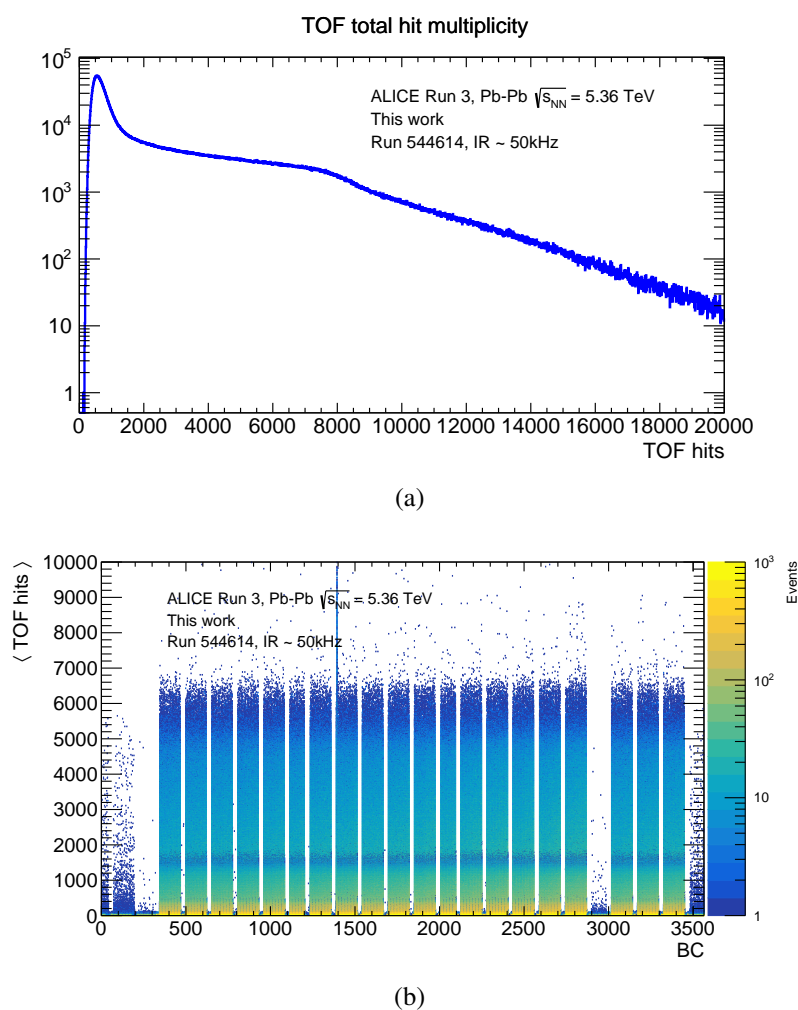 TOF total hit multiplicity
10^5
10^4
10^3
10^2
10
1
ALICE Run 3, Pb-Pb √s_NN = 5.36 TeV
This work
Run 544614, IR ~ 50kHz
0 2000 4000 6000 8000 10000 12000 14000 16000 18000 20000
TOF hits
(a)
⟨ TOF hits ⟩
10000
9000
8000
7000
6000
5000
4000
3000
2000
1000
0
ALICE Run 3, Pb-Pb √s_NN = 5.36 TeV
This work
Run 544614, IR ~ 50kHz
0 500 1000 1500 2000 2500 3000 3500
BC
10^3
10^2
10
1
Events
(b)